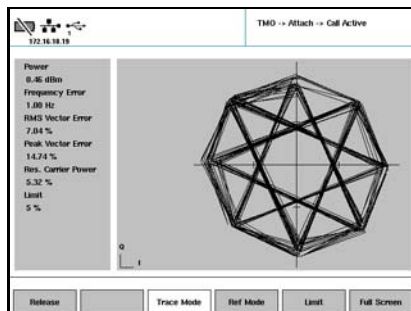 1
172.16.10.19
TMO -> Attach -> Call Active
Power
0.46 dBm
Frequency Error
1.00 Hz
RMS Vector Error
7.04 %
Peak Vector Error
14.74 %
Res. Carrier Power
5.32 %
Limit
5 %
Q
I
Release
Trace Mode
Ref Mode
Limit
Full Screen